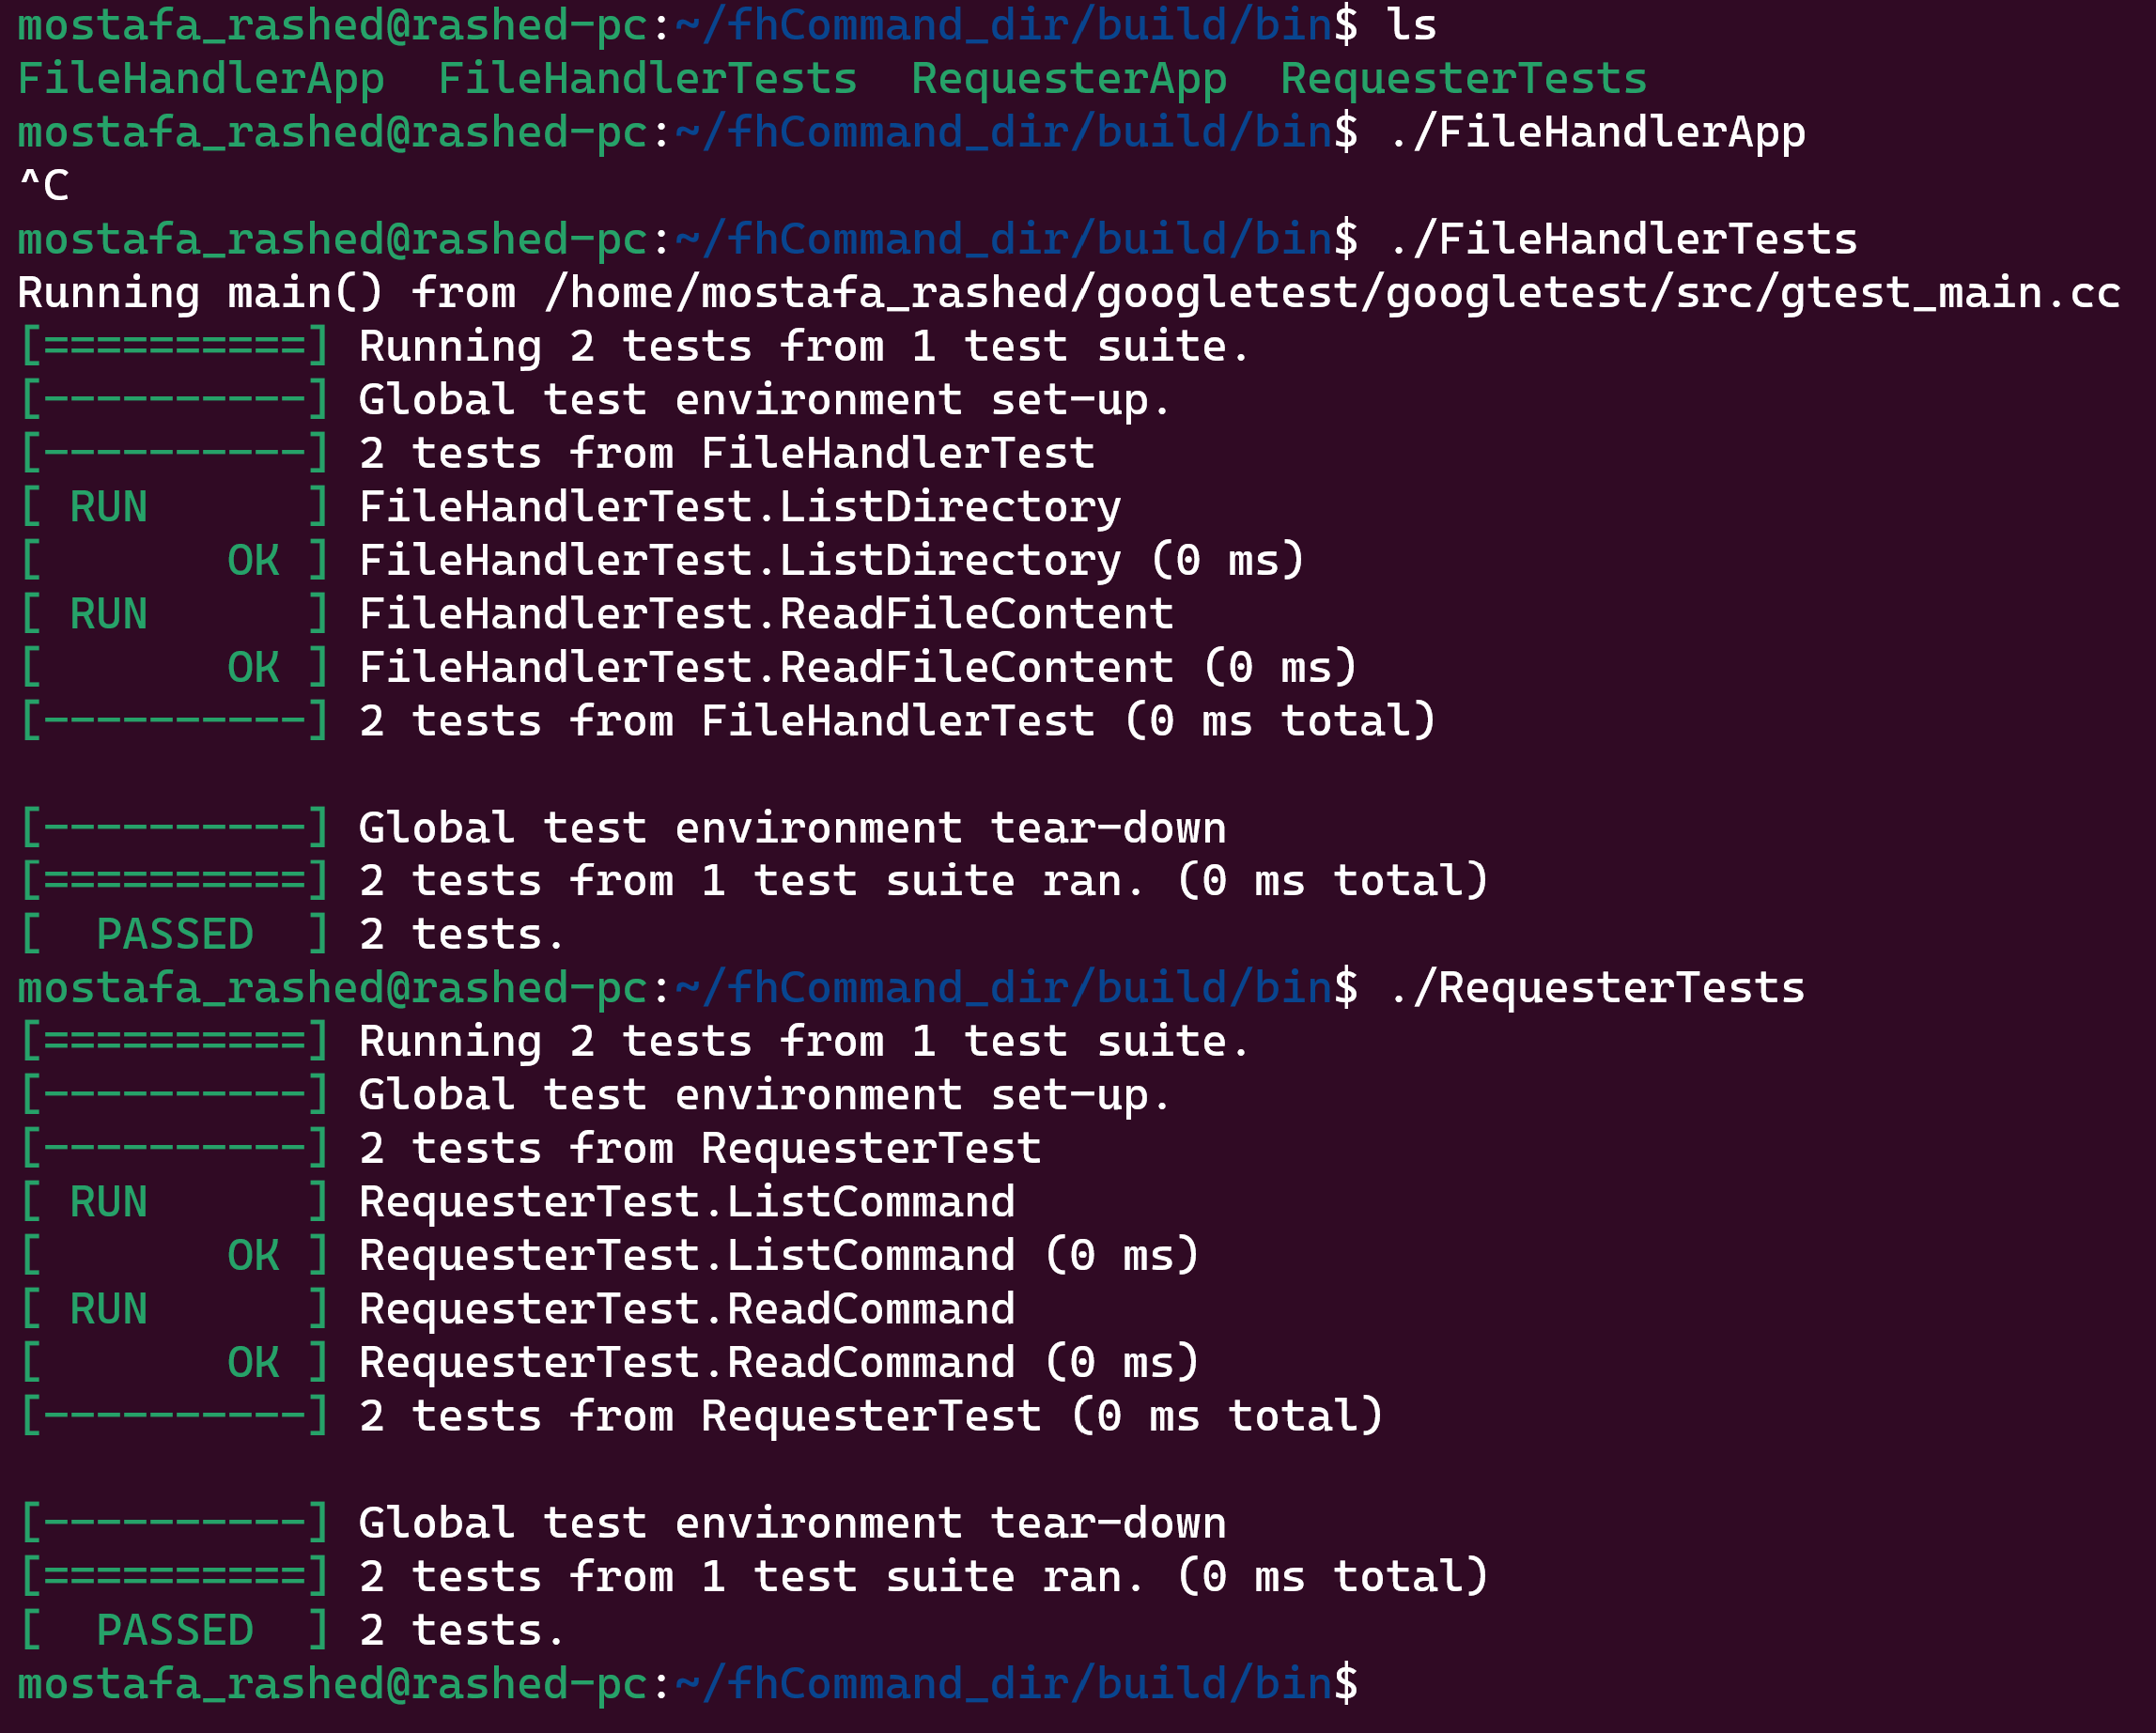 mostafa_rashed@rashed-pc:~/fhCommand_dir/build/bin$ ls
FileHandlerApp  FileHandlerTests  RequesterApp  RequesterTests
mostafa_rashed@rashed-pc:~/fhCommand_dir/build/bin$ ./FileHandlerApp
^C
mostafa_rashed@rashed-pc:~/fhCommand_dir/build/bin$ ./FileHandlerTests
Running main() from /home/mostafa_rashed/googletest/googletest/src/gtest_main.cc
[==========] Running 2 tests from 1 test suite.
[----------] Global test environment set-up.
[----------] 2 tests from FileHandlerTest
[ RUN      ] FileHandlerTest.ListDirectory
[       OK ] FileHandlerTest.ListDirectory (0 ms)
[ RUN      ] FileHandlerTest.ReadFileContent
[       OK ] FileHandlerTest.ReadFileContent (0 ms)
[----------] 2 tests from FileHandlerTest (0 ms total)

[----------] Global test environment tear-down
[==========] 2 tests from 1 test suite ran. (0 ms total)
[  PASSED  ] 2 tests.
mostafa_rashed@rashed-pc:~/fhCommand_dir/build/bin$ ./RequesterTests
[==========] Running 2 tests from 1 test suite.
[----------] Global test environment set-up.
[----------] 2 tests from RequesterTest
[ RUN      ] RequesterTest.ListCommand
[       OK ] RequesterTest.ListCommand (0 ms)
[ RUN      ] RequesterTest.ReadCommand
[       OK ] RequesterTest.ReadCommand (0 ms)
[----------] 2 tests from RequesterTest (0 ms total)

[----------] Global test environment tear-down
[==========] 2 tests from 1 test suite ran. (0 ms total)
[  PASSED  ] 2 tests.
mostafa_rashed@rashed-pc:~/fhCommand_dir/build/bin$